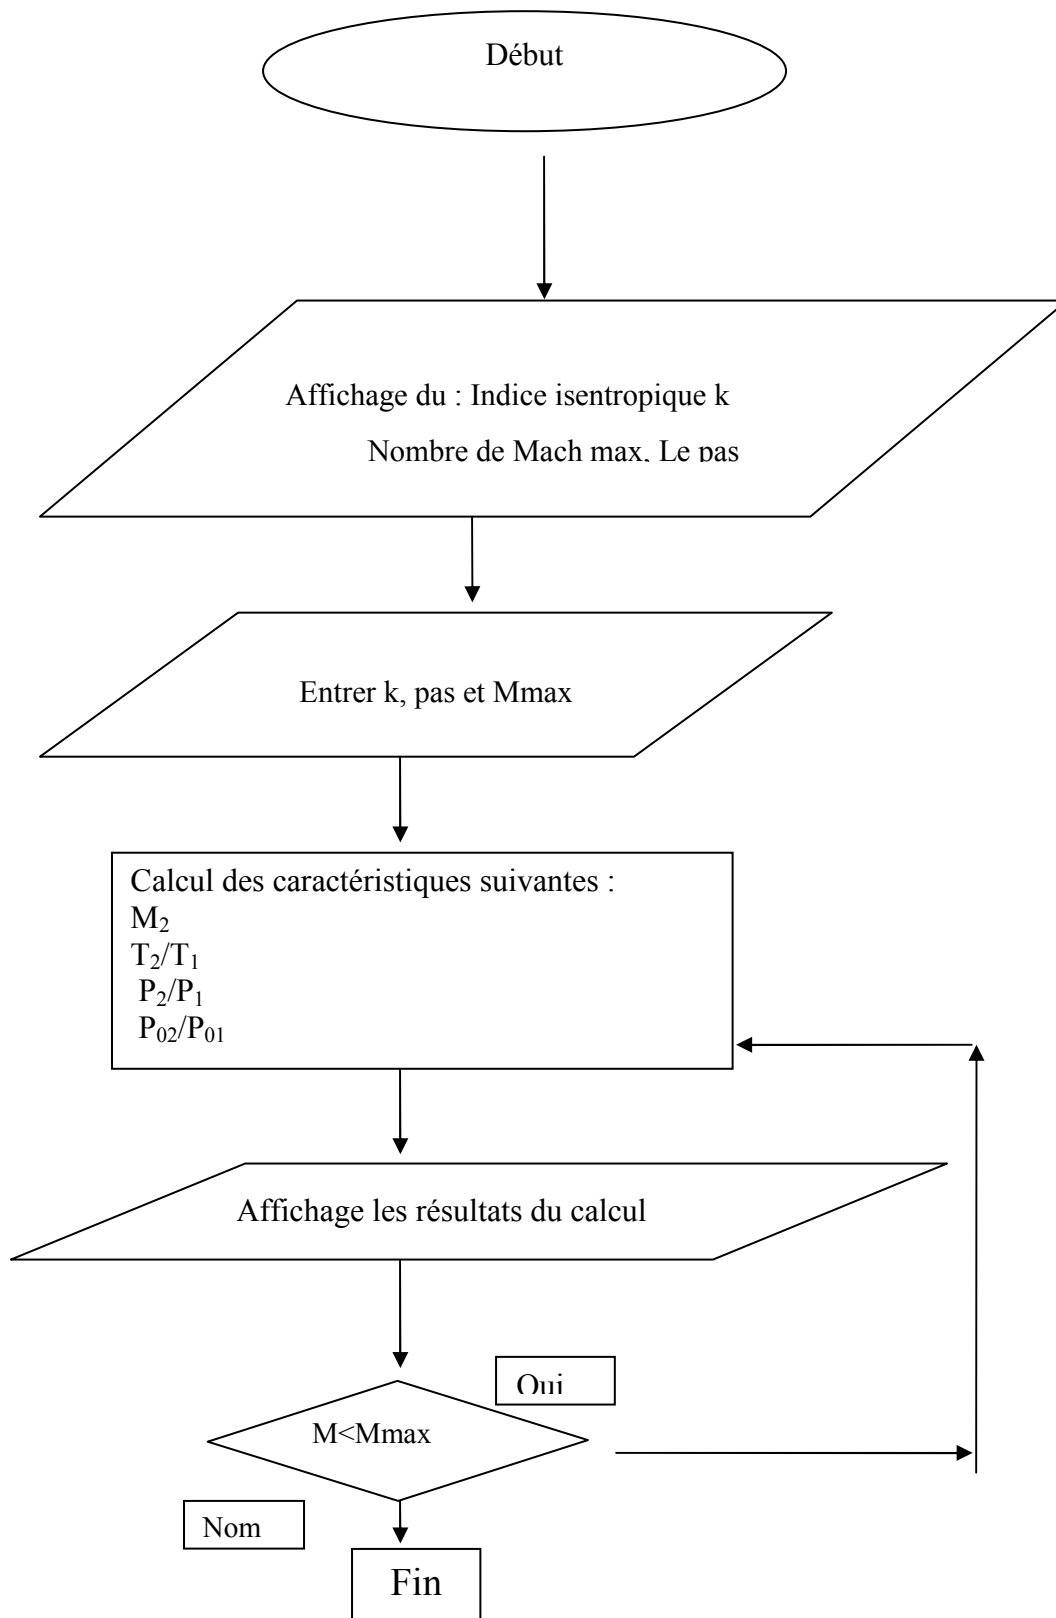 Début
Affichage du : Indice isentropique k
Nombre de Mach max, Le pas
Entrer k, pas et Mmax
Calcul des caractéristiques suivantes :
M₂
T₂/T₁
P₂/P₁
P₀₂/P₀₁
Affichage les résultats du calcul
Oui
M<Mmax
Nom
Fin